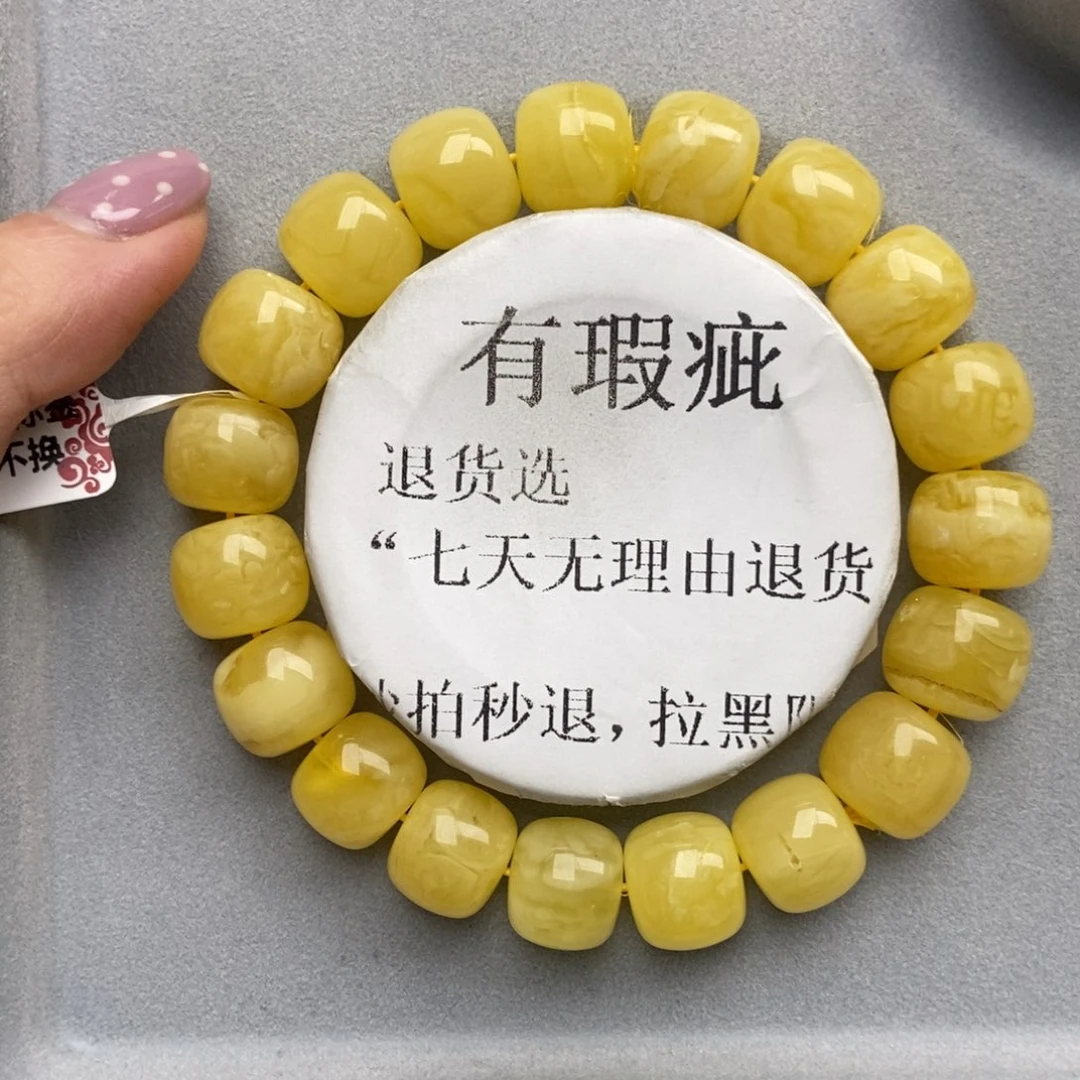 有瑕疵
退货选
“七天无理由退货
拍秒退，拉黑
不换